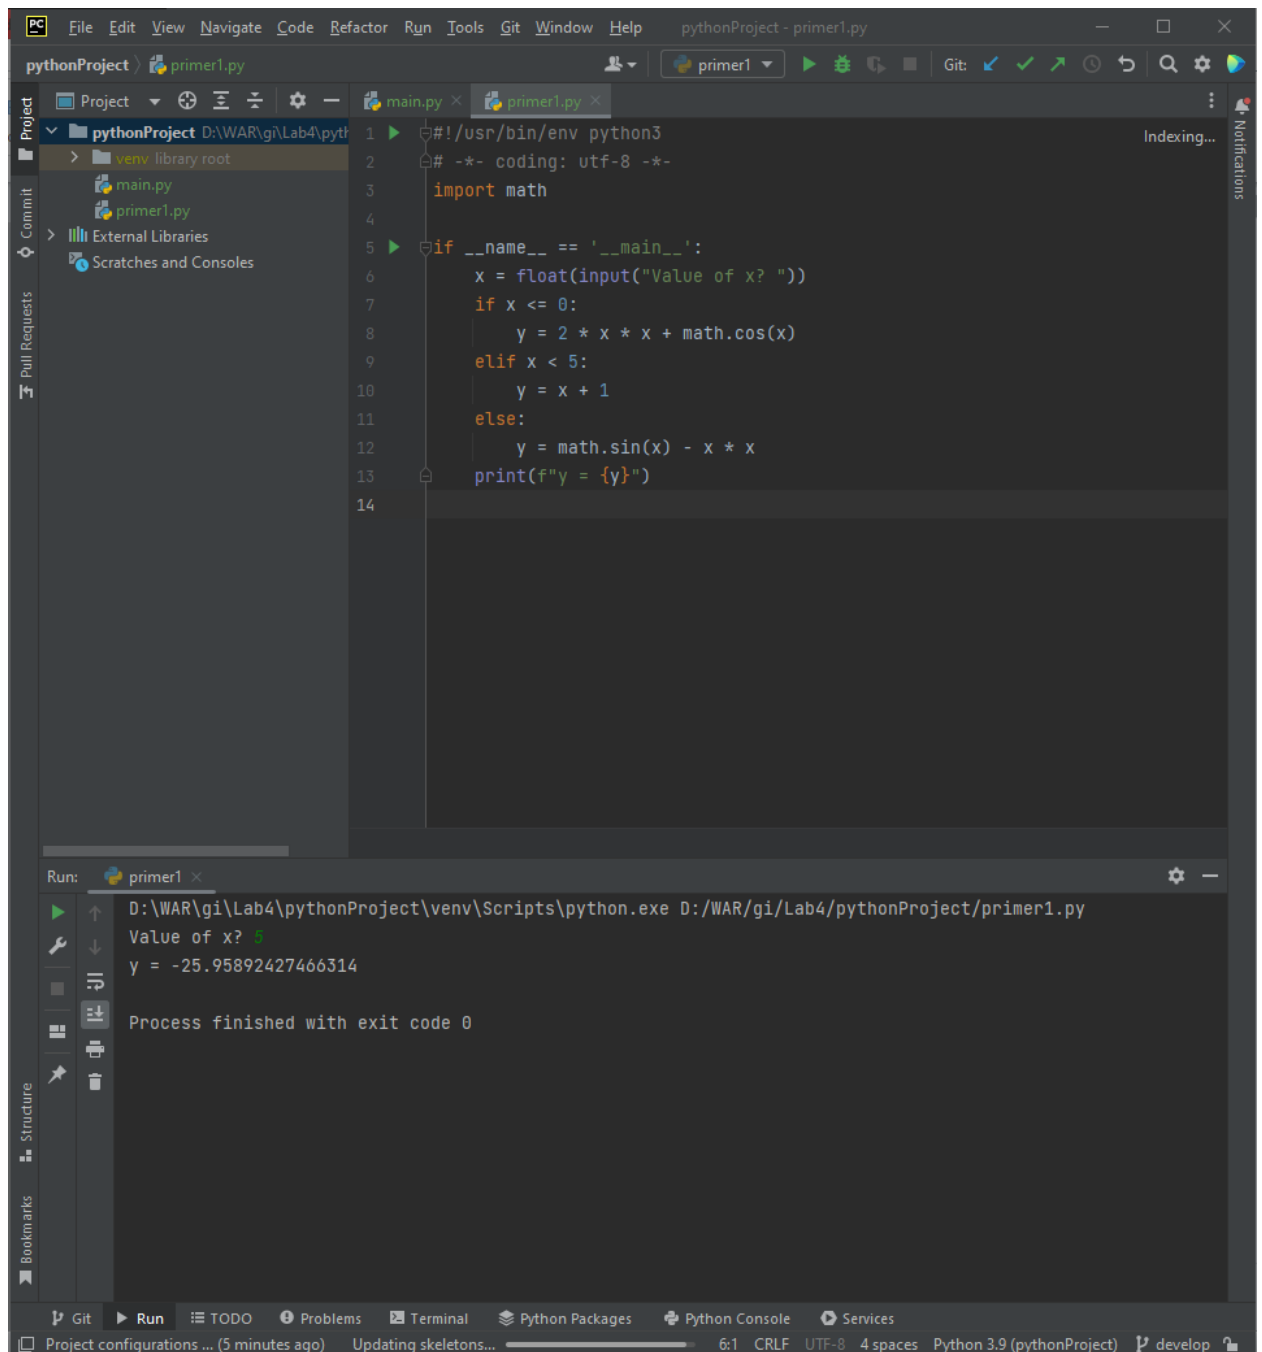 PC File Edit View Navigate Code Refactor Run Tools Git Window Help pythonProject - primer1.py
pythonProject primer1.py primer1 Git:
Project main.py primer1.py
pythonProject D:\WAR\gi\Lab4\pyth
venv library root
main.py
primer1.py
External Libraries
Scratches and Consoles
Project
Commit
Pull Requests
1 #!/usr/bin/env python3
2 # -*- coding: utf-8 -*-
3 import math
4
5 if __name__ == '__main__':
6 x = float(input("Value of x? "))
7 if x <= 0:
8 y = 2 * x * x + math.cos(x)
9 elif x < 5:
10 y = x + 1
11 else:
12 y = math.sin(x) - x * x
13 print(f"y = {y}")
14
Indexing...
Notifications
Run: primer1
D:\WAR\gi\Lab4\pythonProject\venv\Scripts\python.exe D:/WAR/gi/Lab4/pythonProject/primer1.py
Value of x? 5
y = -25.95892427466314
Process finished with exit code 0
Structure
Bookmarks
Git Run TODO Problems Terminal Python Packages Python Console Services
Project configurations ... (5 minutes ago) Updating skeletons... 6:1 CRLF UTF-8 4 spaces Python 3.9 (pythonProject) develop